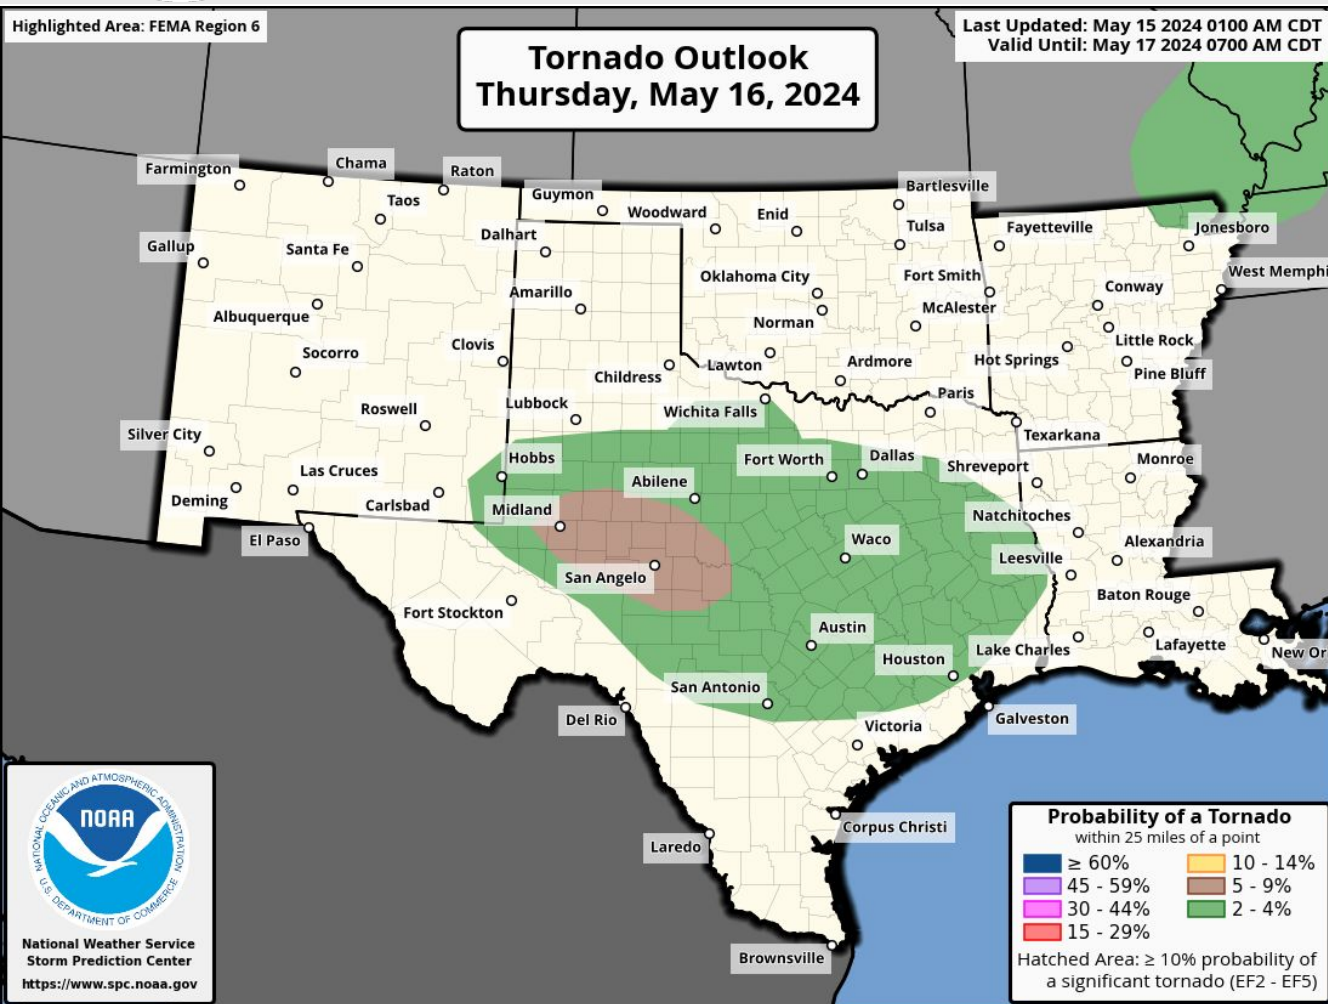 Highlighted Area: FEMA Region 6
Last Updated: May 15 2024 0100 AM CDT
Valid Until: May 17 2024 0700 AM CDT
Tornado Outlook
Thursday, May 16, 2024
Farmington
Chama
Raton
Taos
Guymon
Woodward
Enid
Bartlesville
Tulsa
Fayetteville
Jonesboro
Gallup
Santa Fe
Dalhart
Oklahoma City
Fort Smith
West Memphi
Albuquerque
Amarillo
Norman
McAlester
Conway
Socorro
Clovis
Childress
Lawton
Ardmore
Hot Springs
Little Rock
Pine Bluff
Roswell
Lubbock
Wichita Falls
Paris
Texarkana
Silver City
Las Cruces
Hobbs
Abilene
Fort Worth
Dallas
Shreveport
Monroe
Deming
Carlsbad
Midland
Natchitoches
El Paso
San Angelo
Waco
Leesville
Alexandria
Fort Stockton
Austin
Baton Rouge
Houston
Lake Charles
Lafayette
New Or
San Antonio
Del Rio
Victoria
Galveston
Laredo
Corpus Christi
Brownsville
NATIONAL OCEANIC AND ATMOSPHERIC ADMINISTRATION
NOAA
U.S. DEPARTMENT OF COMMERCE
National Weather Service
Storm Prediction Center
https://www.spc.noaa.gov
Probability of a Tornado
within 25 miles of a point
≥ 60%
45 - 59%
30 - 44%
15 - 29%
10 - 14%
5 - 9%
2 - 4%
Hatched Area: ≥ 10% probability of
a significant tornado (EF2 - EF5)